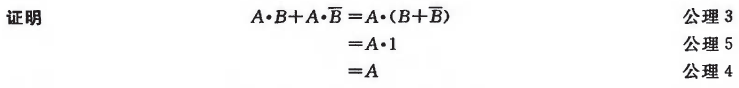 证明 A·B+A·B̅=A·(B+B̅) 公理 3
=A·1 公理 5
=A 公理 4